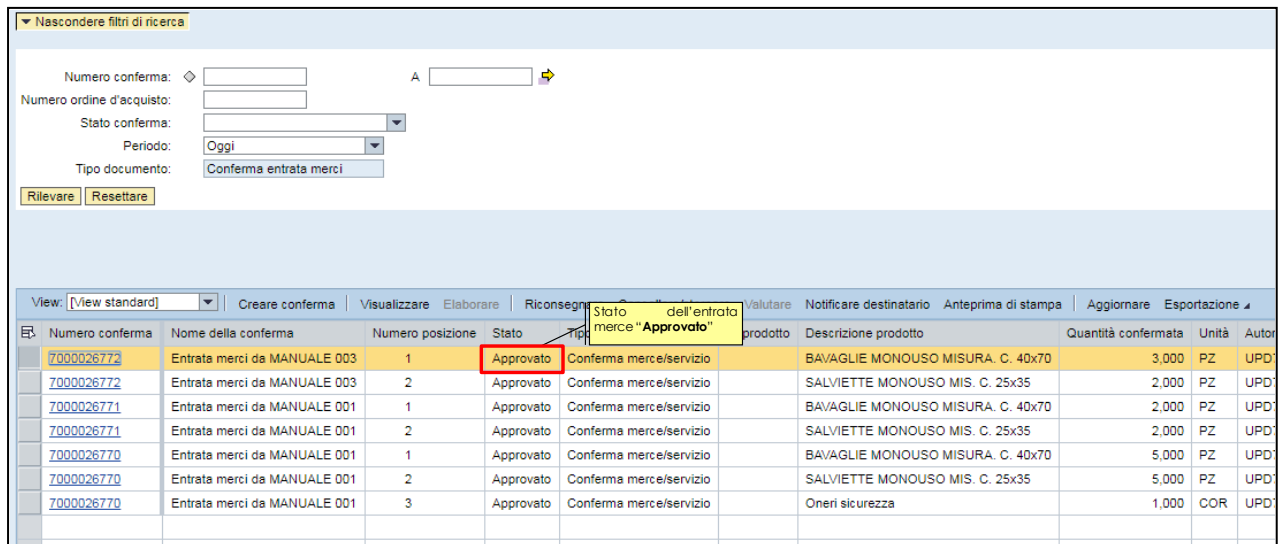 Nascondere filtri di ricerca
Numero conferma: A
Numero ordine d'acquisto:
Stato conferma:
Periodo: Oggi
Tipo documento: Conferma entrata merci
Rilevare Resettare
View: [View standard] Creare conferma Visualizzare Elaborare Valutare Notificare destinatario Anteprima di stampa Aggiornare Esportazione
Stato dell'entrata
merce "Approvato"
Numero conferma Nome della conferma Numero posizione Stato prodotto Descrizione prodotto Quantità confermata Unità
7000026772 Entrata merci da MANUALE 003 1 Approvato Conferma merce/servizio BAVAGLIE MONOUSO MISURA. C. 40x70 3,000 PZ
7000026772 Entrata merci da MANUALE 003 2 Approvato Conferma merce/servizio SALVIETTE MONOUSO MIS. C. 25x35 2,000 PZ
7000026771 Entrata merci da MANUALE 001 1 Approvato Conferma merce/servizio BAVAGLIE MONOUSO MISURA. C. 40x70 2,000 PZ
7000026771 Entrata merci da MANUALE 001 2 Approvato Conferma merce/servizio SALVIETTE MONOUSO MIS. C. 25x35 2,000 PZ
7000026770 Entrata merci da MANUALE 001 1 Approvato Conferma merce/servizio BAVAGLIE MONOUSO MISURA. C. 40x70 5,000 PZ
7000026770 Entrata merci da MANUALE 001 2 Approvato Conferma merce/servizio SALVIETTE MONOUSO MIS. C. 25x35 5,000 PZ
7000026770 Entrata merci da MANUALE 001 3 Approvato Conferma merce/servizio Oneri sicurezza 1,000 COR